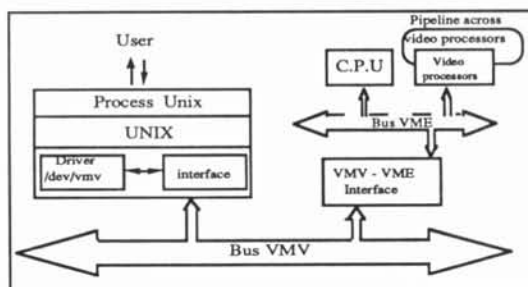 User
Process Unix
UNIX
Driver
/dev/vmv
interface
Pipeline across
video processors
C.P.U
Video
processors
Bus VME
VMV - VME
Interface
Bus VMV